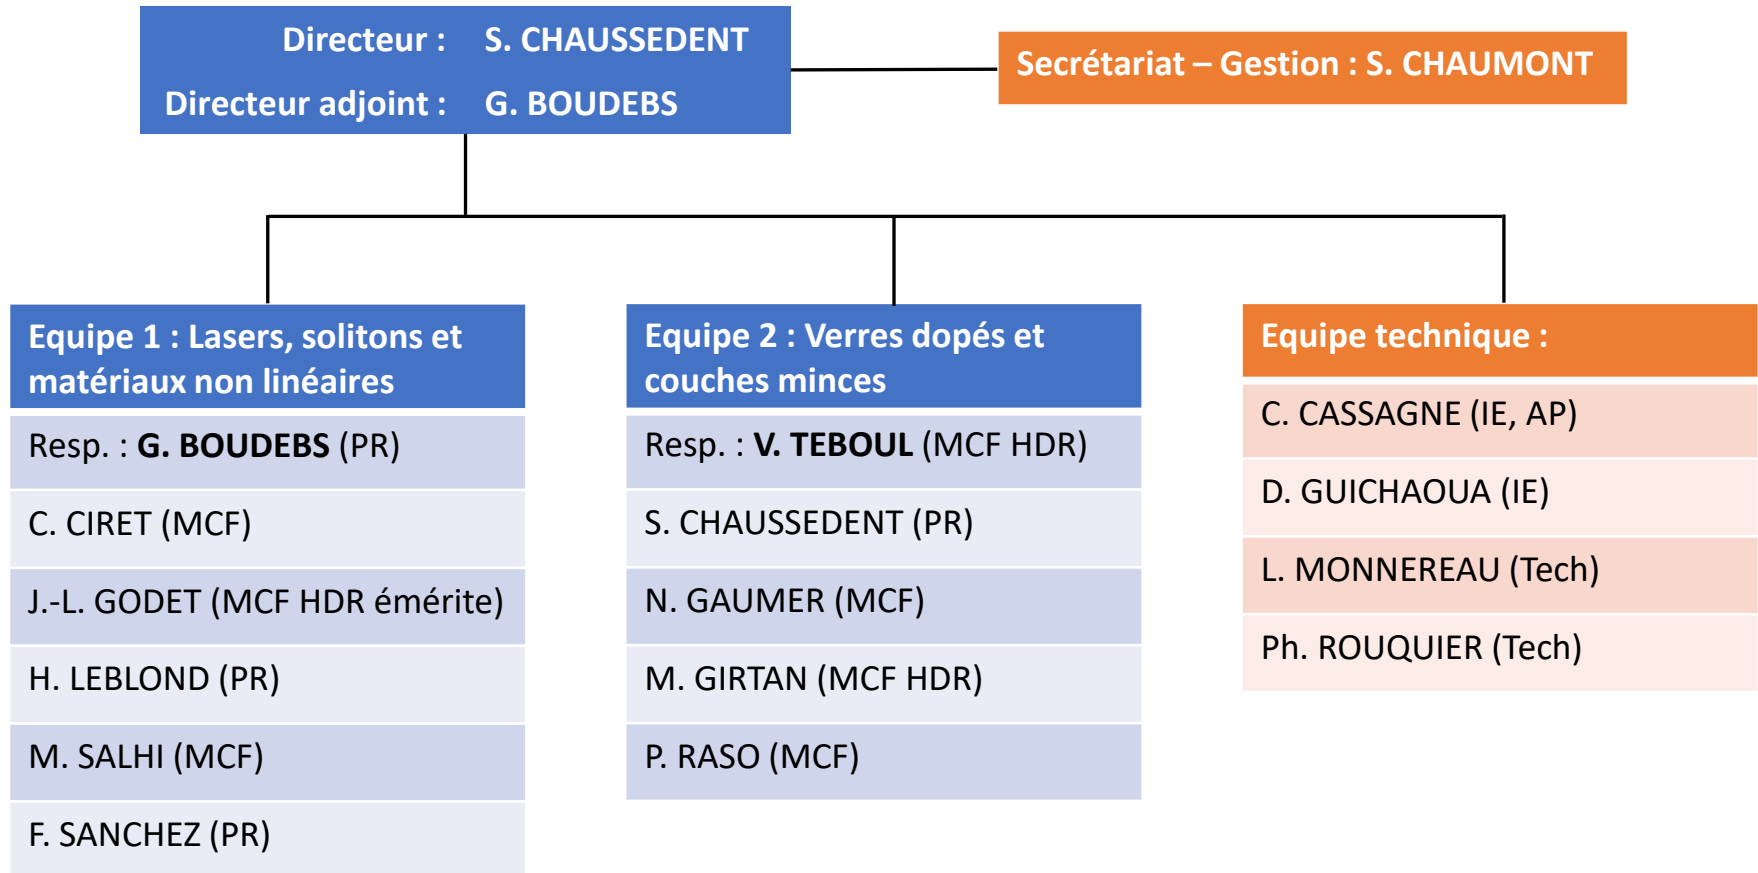 Directeur : S. CHAUSSEDENT
Directeur adjoint : G. BOUDEBS
Secrétariat – Gestion : S. CHAUMONT
Equipe 1 : Lasers, solitons et
matériaux non linéaires
Resp. : G. BOUDEBS (PR)
C. CIRET (MCF)
J.-L. GODET (MCF HDR émérite)
H. LEBLOND (PR)
M. SALHI (MCF)
F. SANCHEZ (PR)
Equipe 2 : Verres dopés et
couches minces
Resp. : V. TEBOUL (MCF HDR)
S. CHAUSSEDENT (PR)
N. GAUMER (MCF)
M. GIRTAN (MCF HDR)
P. RASO (MCF)
Equipe technique :
C. CASSAGNE (IE, AP)
D. GUICHAOUA (IE)
L. MONNEREAU (Tech)
Ph. ROUQUIER (Tech)